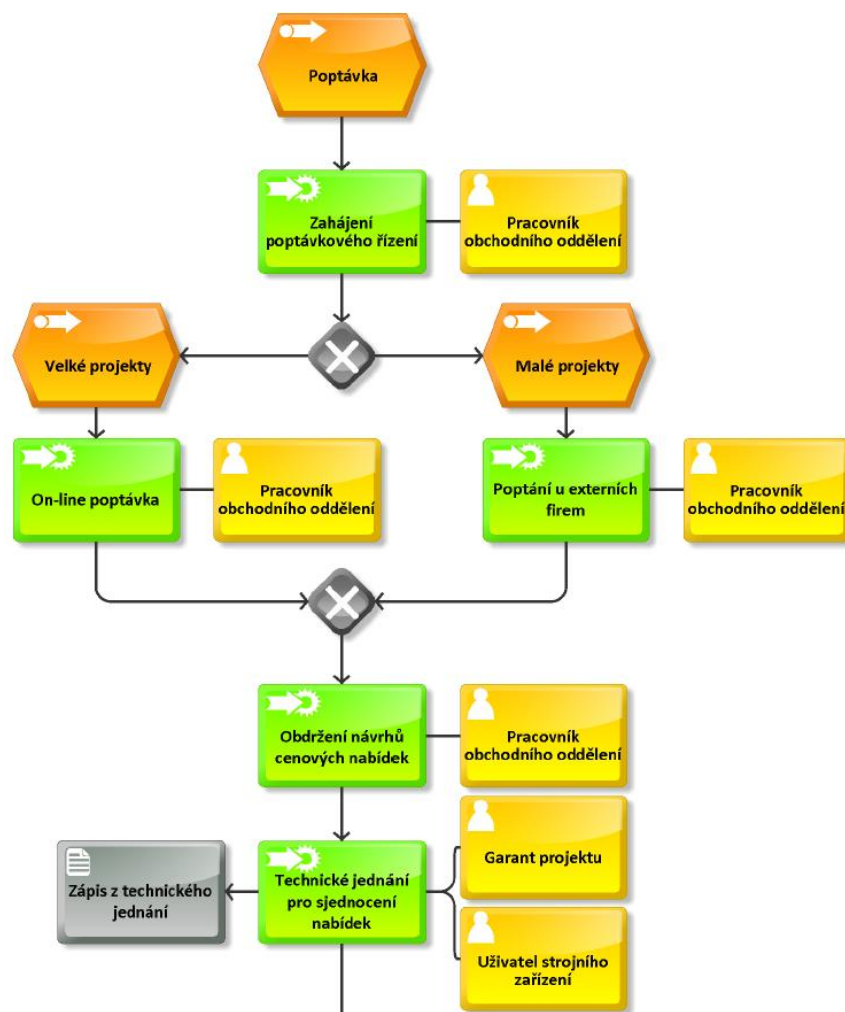 Poptávka
Zahájení
poptávkového řízení
Pracovník
obchodního oddělení
Velké projekty
Malé projekty
On-line poptávka
Pracovník
obchodního oddělení
Poptání u externích
firem
Pracovník
obchodního oddělení
Obdržení návrhů
cenových nabídek
Pracovník
obchodního oddělení
Zápis z technického
jednání
Technické jednání
pro sjednocení
nabídek
Garant projektu
Uživatel strojního
zařízení